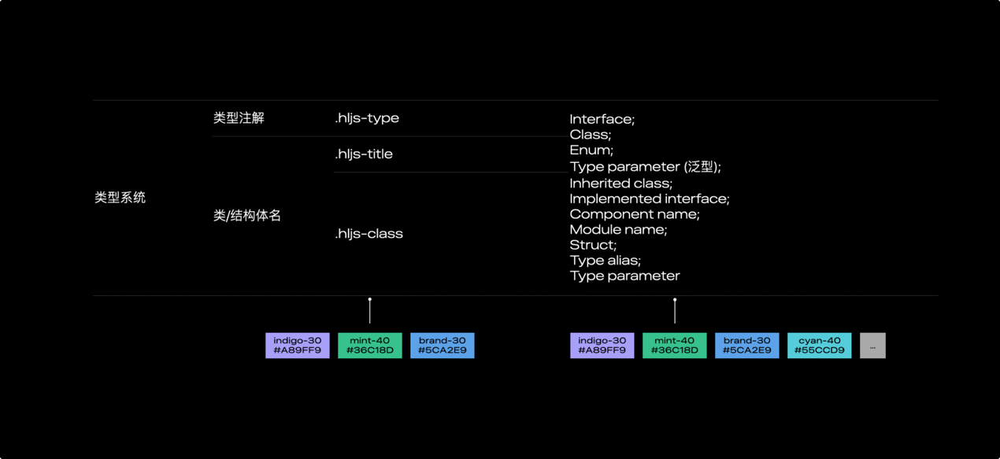 类型系统
类型注解
.hljs-type
.hljs-title
类/结构体名
.hljs-class
Interface;
Class;
Enum;
Type parameter (泛型);
Inherited class;
Implemented interface;
Component name;
Module name;
Struct;
Type alias;
Type parameter
indigo-30
#A89FF9
mint-40
#36C18D
brand-30
#5CA2E9
indigo-30
#A89FF9
mint-40
#36C18D
brand-30
#5CA2E9
cyan-40
#55CCD9
...